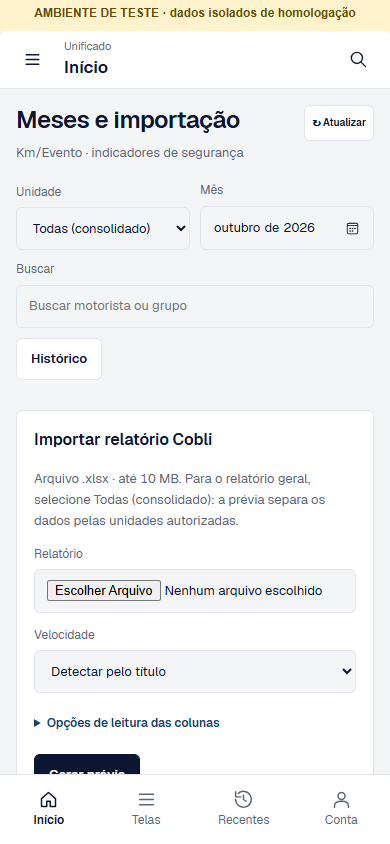 AMBIENTE DE TESTE · dados isolados de homologação
Unificado
Início
Meses e importação
↻ Atualizar
Km/Evento · indicadores de segurança
Unidade
Mês
Todas (consolidado)
outubro de 2026
Buscar
Buscar motorista ou grupo
Histórico
Importar relatório Cobli
Arquivo .xlsx · até 10 MB. Para o relatório geral,
selecione Todas (consolidado): a prévia separa os
dados pelas unidades autorizadas.
Relatório
Escolher Arquivo Nenhum arquivo escolhido
Velocidade
Detectar pelo título
Opções de leitura das colunas
Gerar prévia
Início
Telas
Recentes
Conta